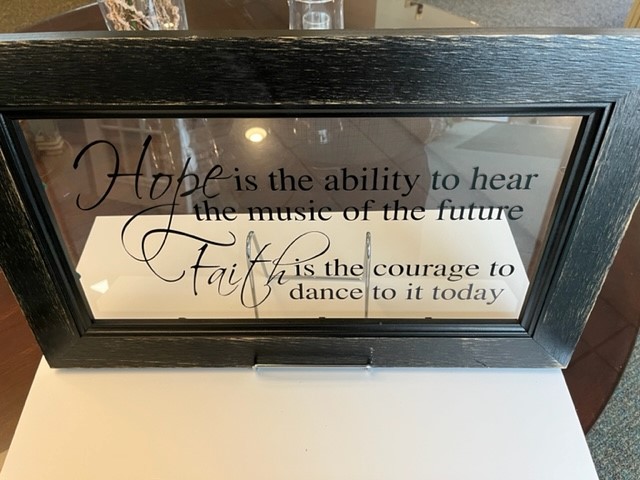 Hope is the ability to hear
the music of the future
Faith is the courage to
dance to it today